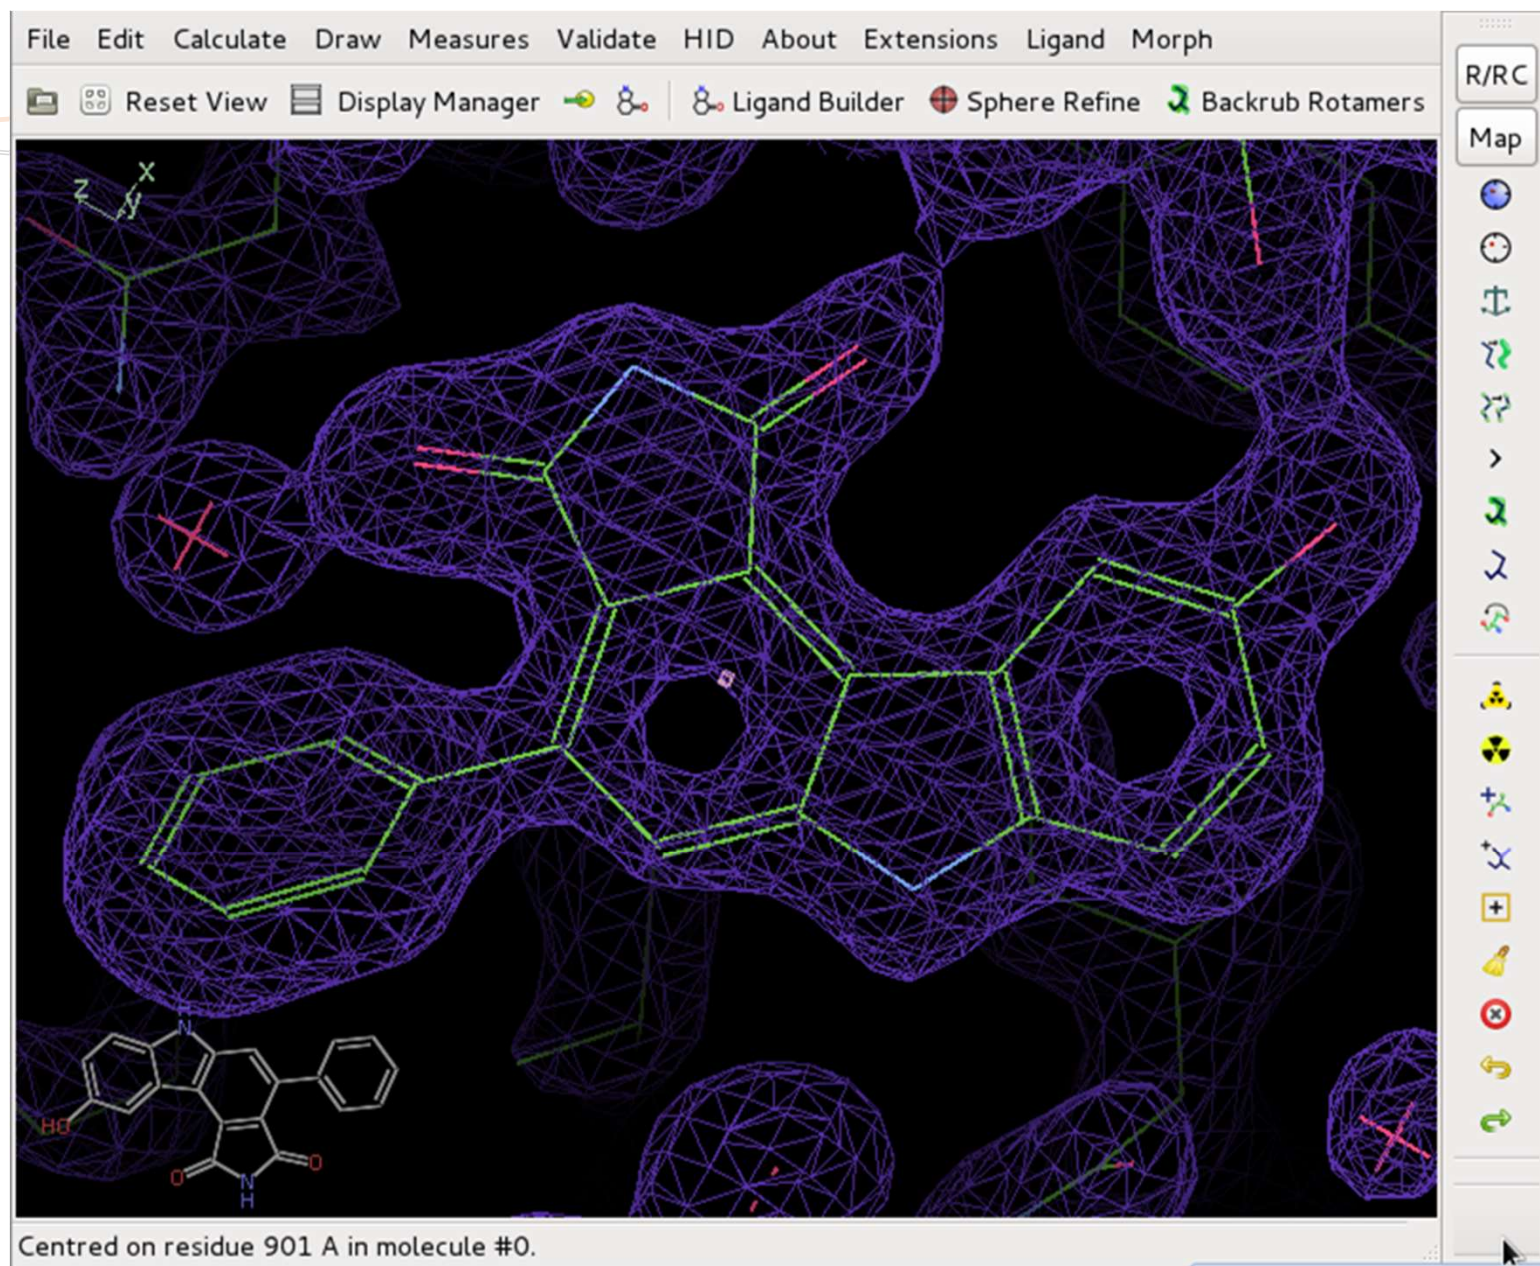 File Edit Calculate Draw Measures Validate HID About Extensions Ligand Morph
Reset View Display Manager Ligand Builder Sphere Refine Backrub Rotamers
R/RC
Map
X
Z y
H
N
HO
O O
N
H
Centred on residue 901 A in molecule #0.